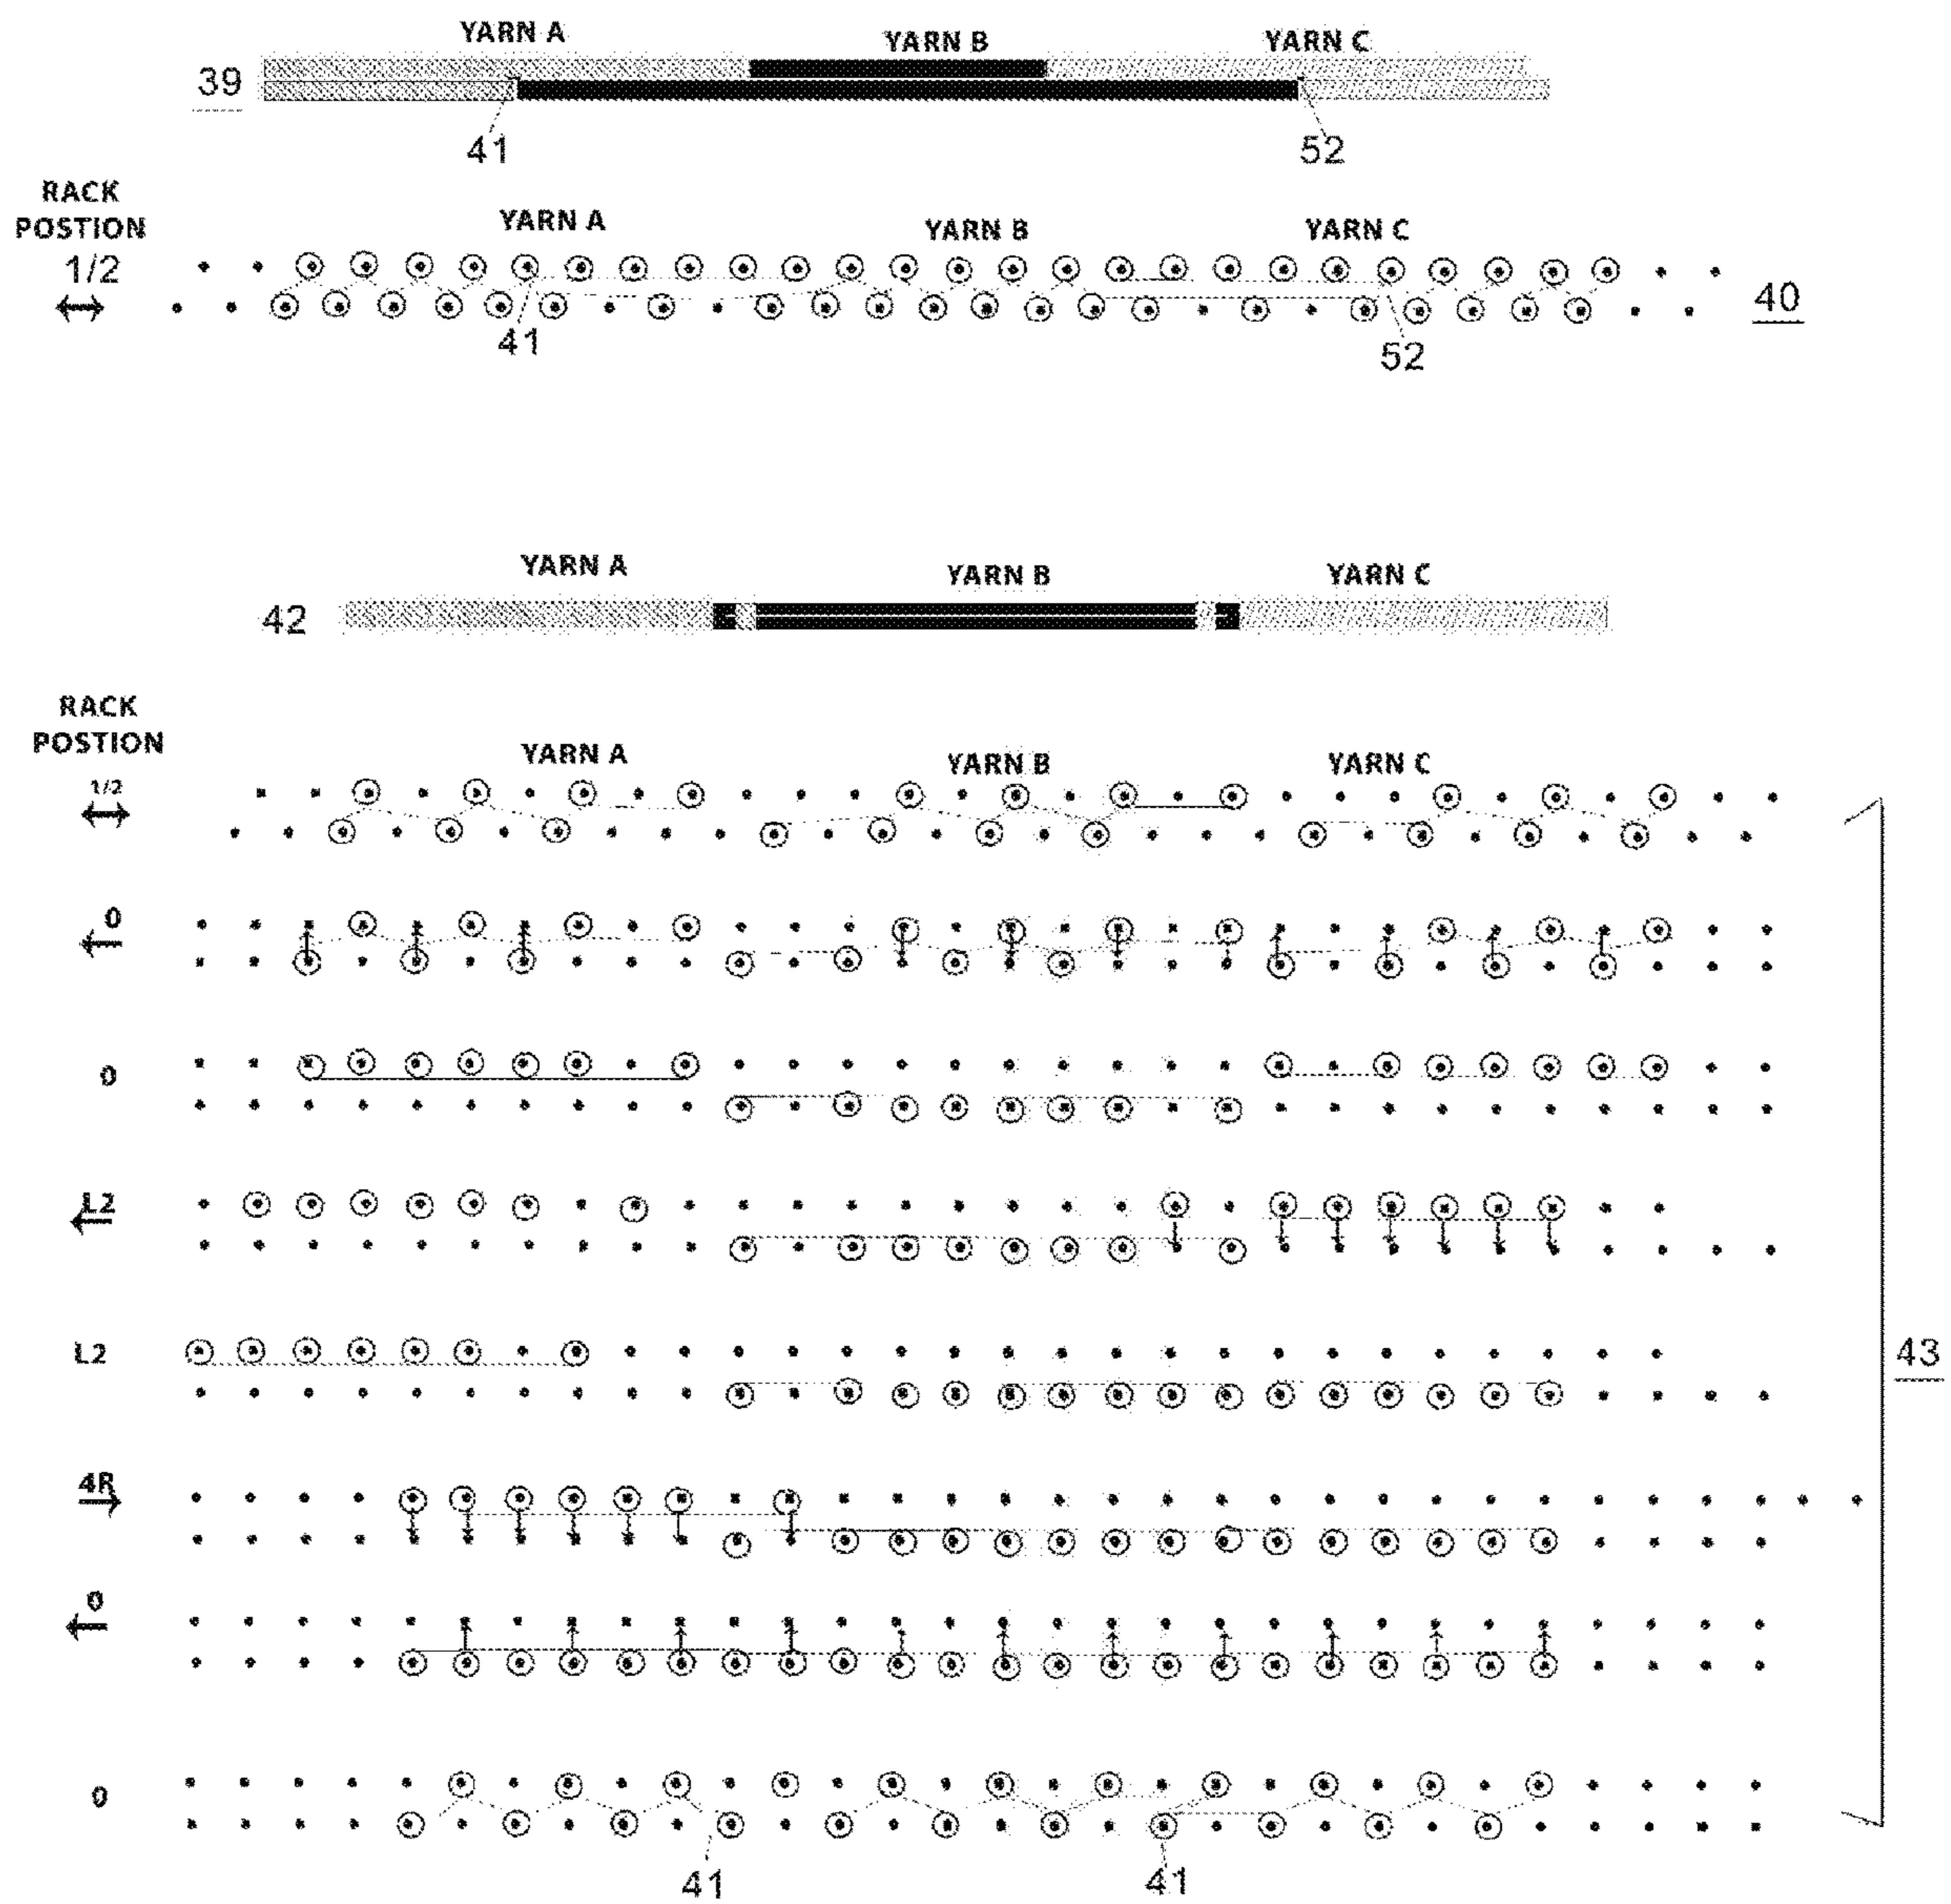 YARN A YARN B YARN C
39
41 52
RACK
POSTION
YARN A YARN B YARN C
1/2
40
41 52
YARN A YARN B YARN C
42
RACK
POSTION
YARN A YARN B YARN C
1/2
0
0
L2
L2
43
4R
0
0
41 41